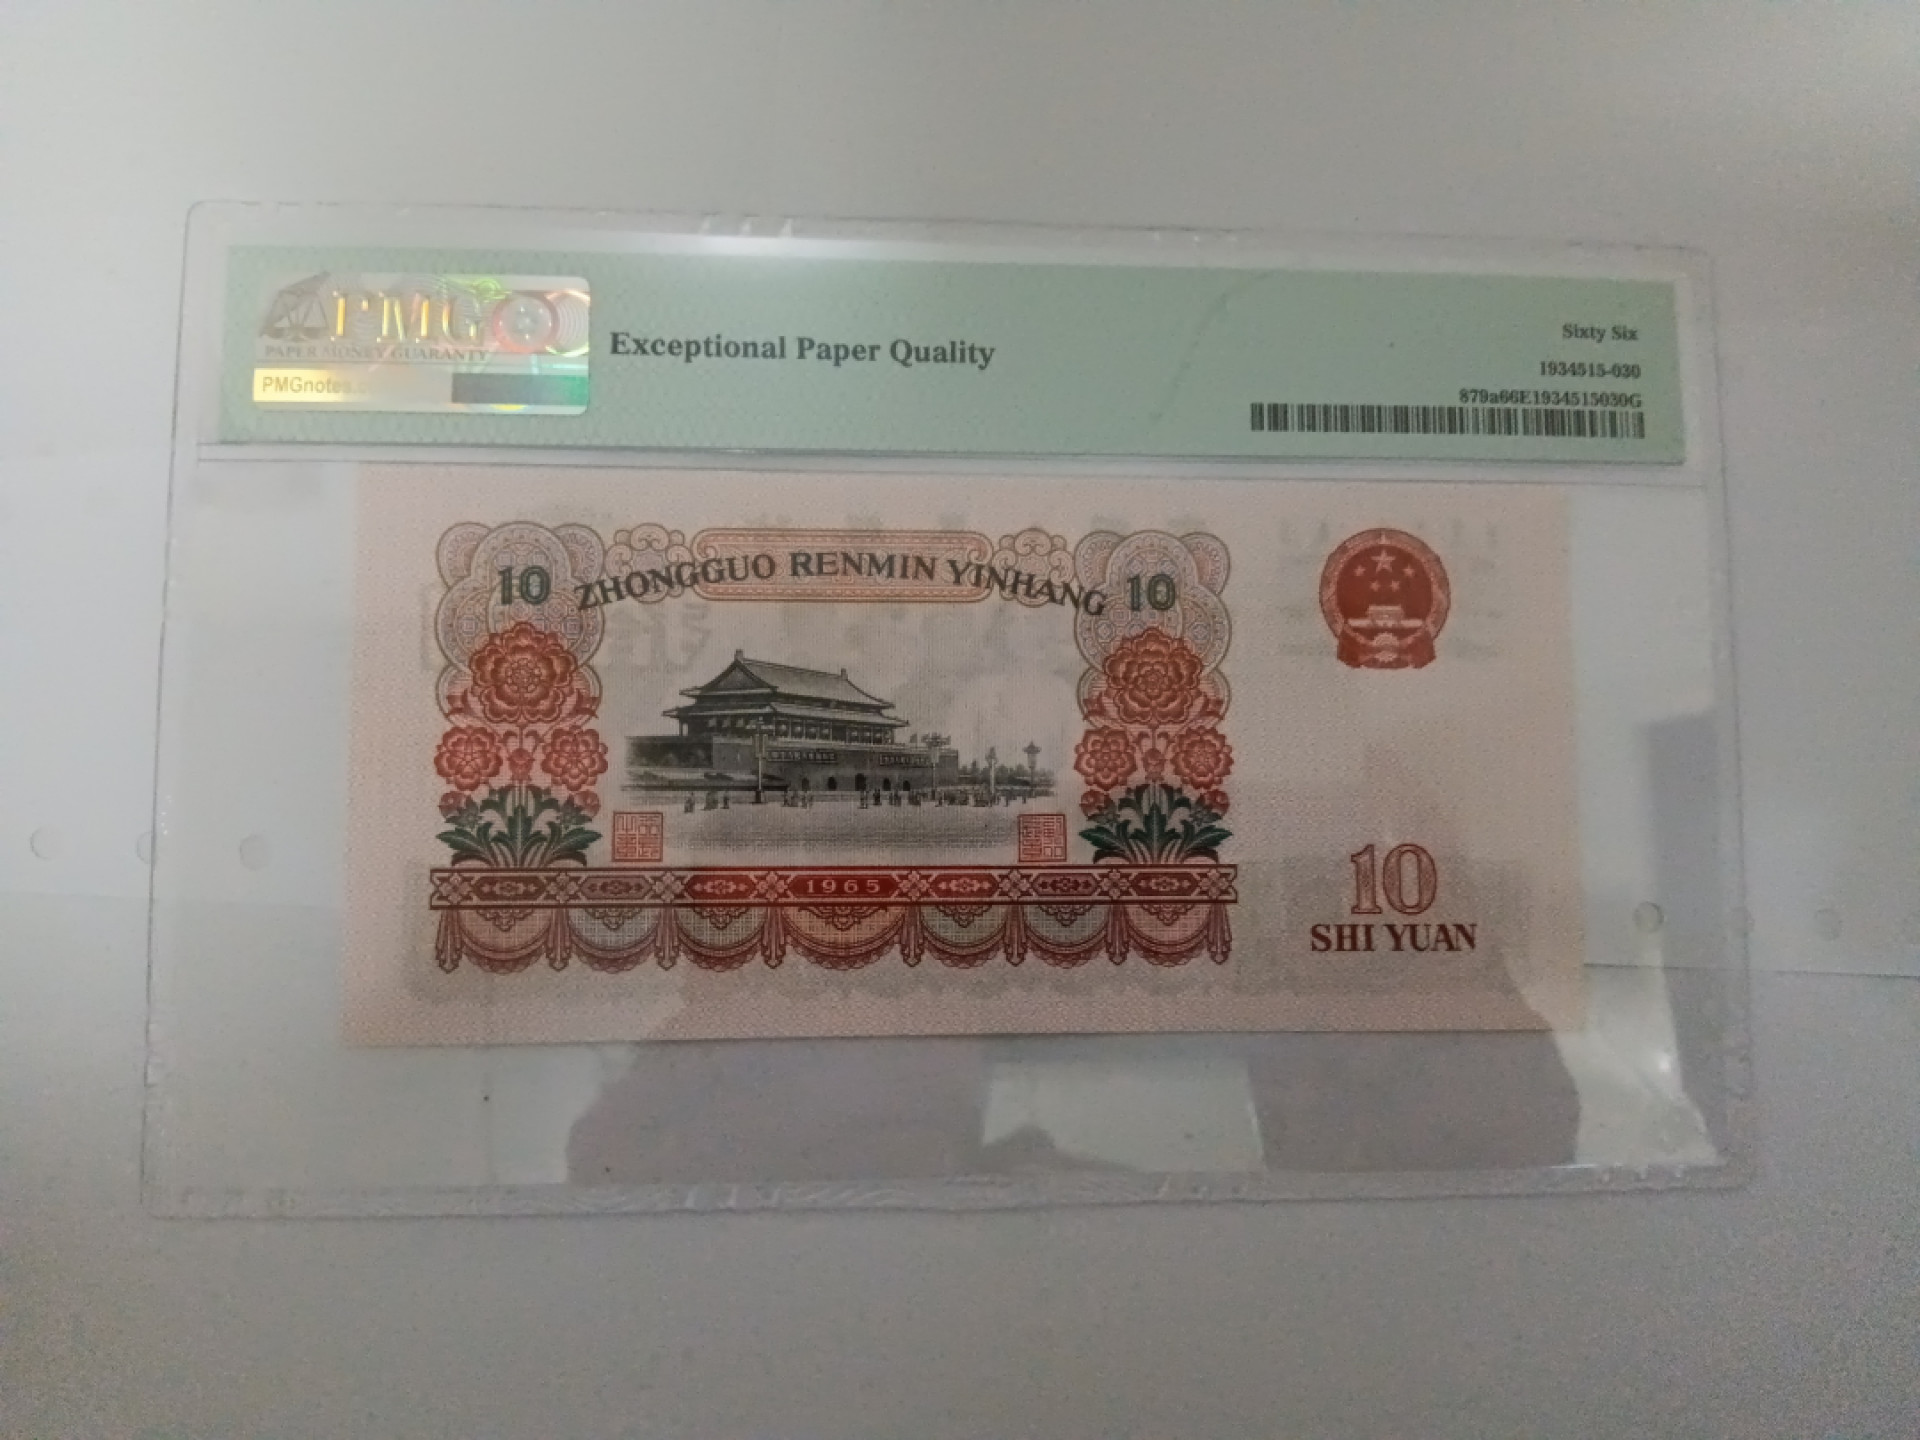 PMG
PAPER MONEY GUARANTY
PMGnotes.c
Exceptional Paper Quality
Sixty Six
1934515-030
879a66E1934515030G
10 ZHONGGUO RENMIN YINHANG 10
1965
10
SHI YUAN